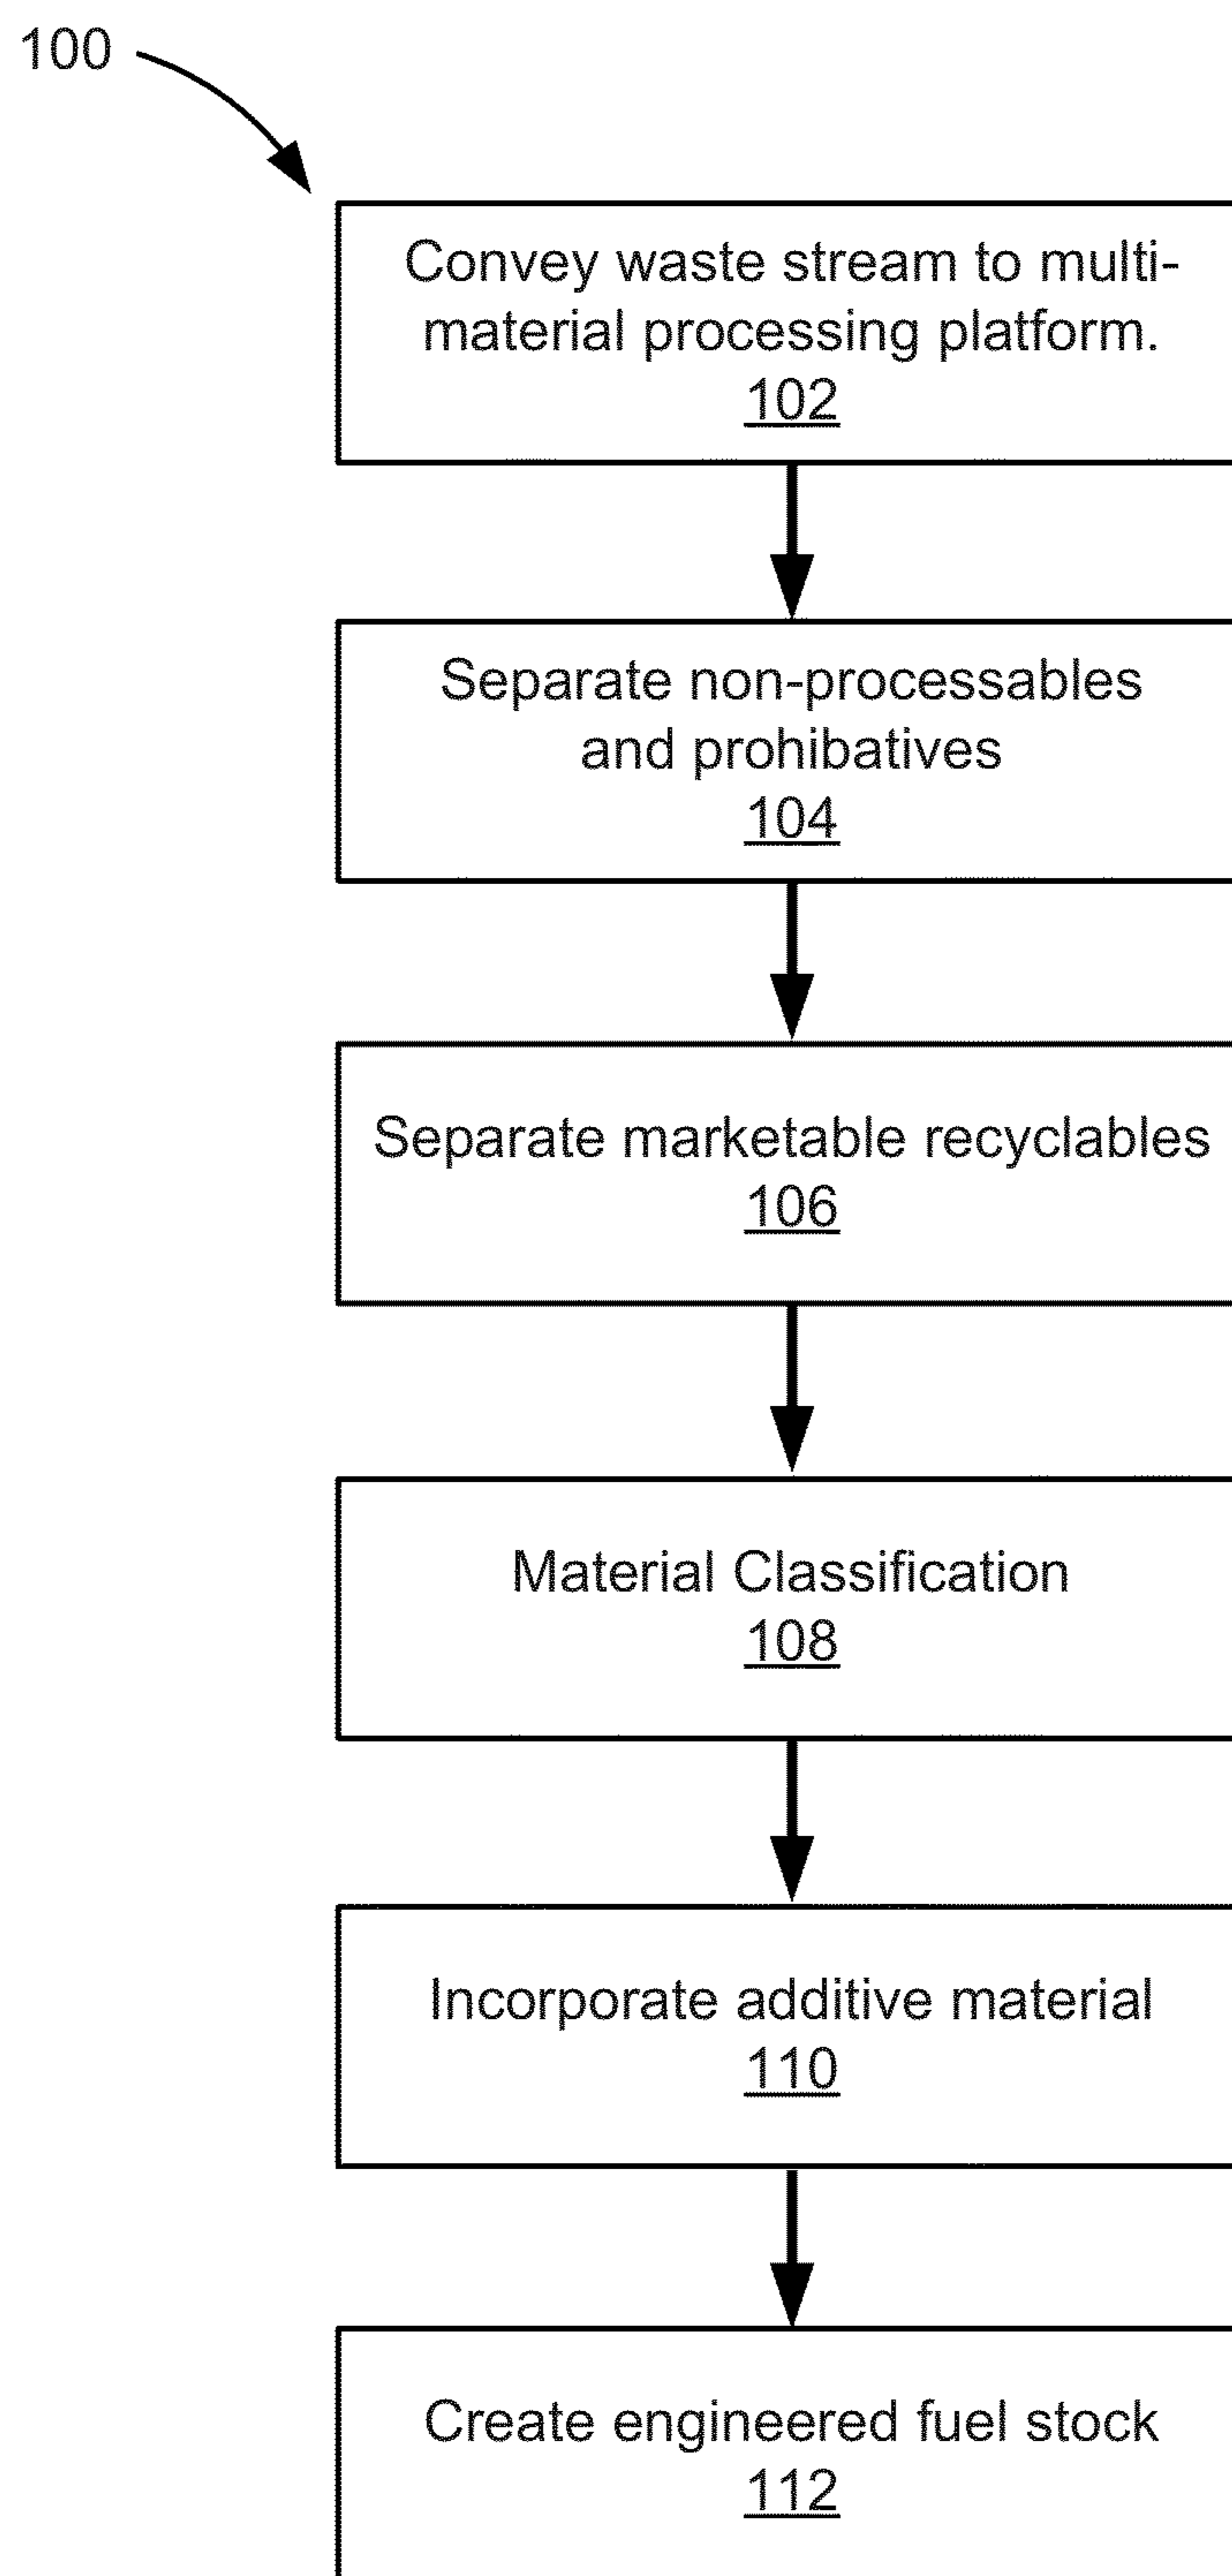 100
Convey waste stream to multi-
material processing platform.
102
Separate non-processables
and prohibatives
104
Separate marketable recyclables
106
Material Classification
108
Incorporate additive material
110
Create engineered fuel stock
112